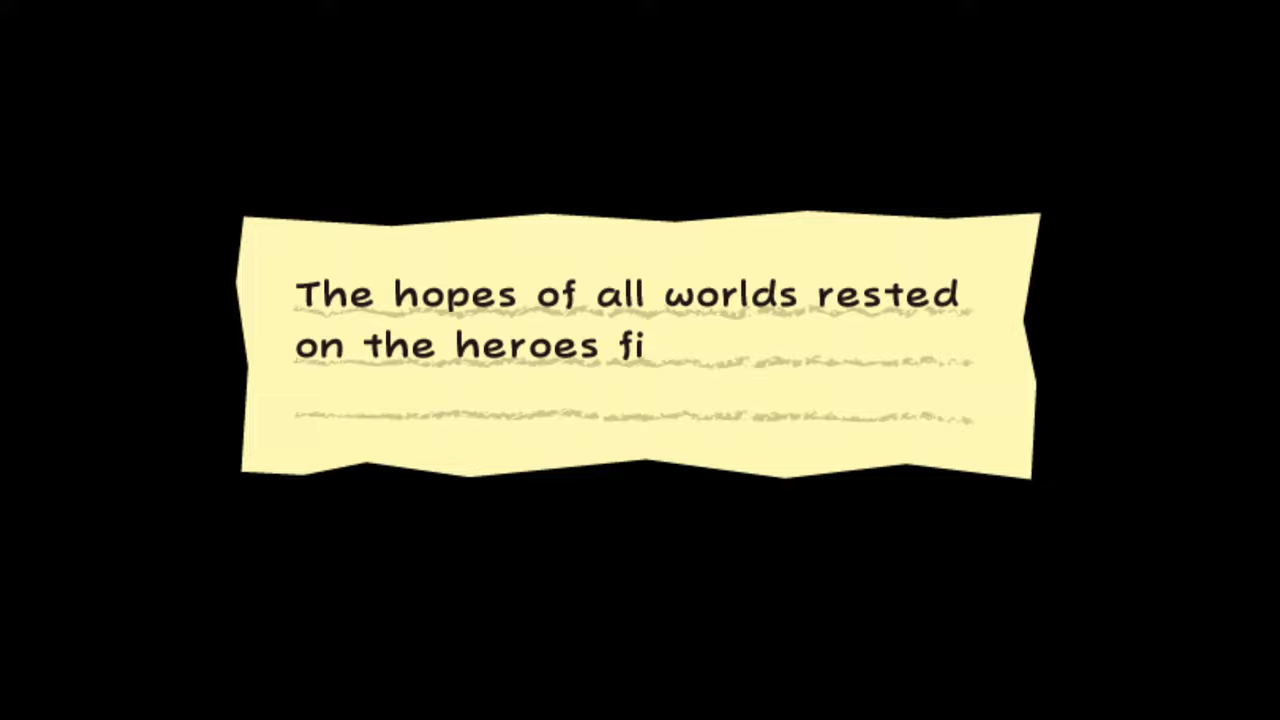 The hopes of all worlds rested
on the heroes fi